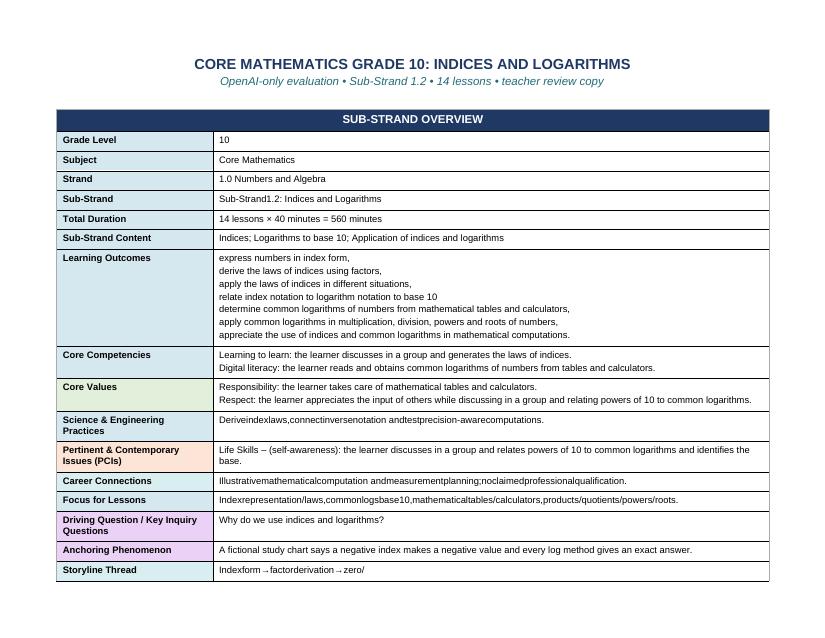 CORE MATHEMATICS GRADE 10: INDICES AND LOGARITHMS
OpenAI-only evaluation • Sub-Strand 1.2 • 14 lessons • teacher review copy
SUB-STRAND OVERVIEW
Grade Level
10
Subject
Core Mathematics
Strand
1.0 Numbers and Algebra
Sub-Strand
Sub-Strand1.2: Indices and Logarithms
Total Duration
14 lessons × 40 minutes = 560 minutes
Sub-Strand Content
Indices; Logarithms to base 10; Application of indices and logarithms
Learning Outcomes
express numbers in index form,
derive the laws of indices using factors,
apply the laws of indices in different situations,
relate index notation to logarithm notation to base 10
determine common logarithms of numbers from mathematical tables and calculators,
apply common logarithms in multiplication, division, powers and roots of numbers,
appreciate the use of indices and common logarithms in mathematical computations.
Core Competencies
Learning to learn: the learner discusses in a group and generates the laws of indices.
Digital literacy: the learner reads and obtains common logarithms of numbers from tables and calculators.
Core Values
Responsibility: the learner takes care of mathematical tables and calculators.
Respect: the learner appreciates the input of others while discussing in a group and relating powers of 10 to common logarithms.
Science & Engineering
Practices
Deriveindexlaws,connectinversenotation andtestprecision-awarecomputations.
Pertinent & Contemporary
Issues (PCIs)
Life Skills – (self-awareness): the learner discusses in a group and relates powers of 10 to common logarithms and identifies the
base.
Career Connections
Illustrativemathematicalcomputation andmeasurementplanning;noclaimedprofessionalqualification.
Focus for Lessons
Indexrepresentation/laws,commonlogsbase10,mathematicaltables/calculators,products/quotients/powers/roots.
Driving Question / Key Inquiry
Questions
Why do we use indices and logarithms?
Anchoring Phenomenon
A fictional study chart says a negative index makes a negative value and every log method gives an exact answer.
Storyline Thread
Indexform→factorderivation→zero/